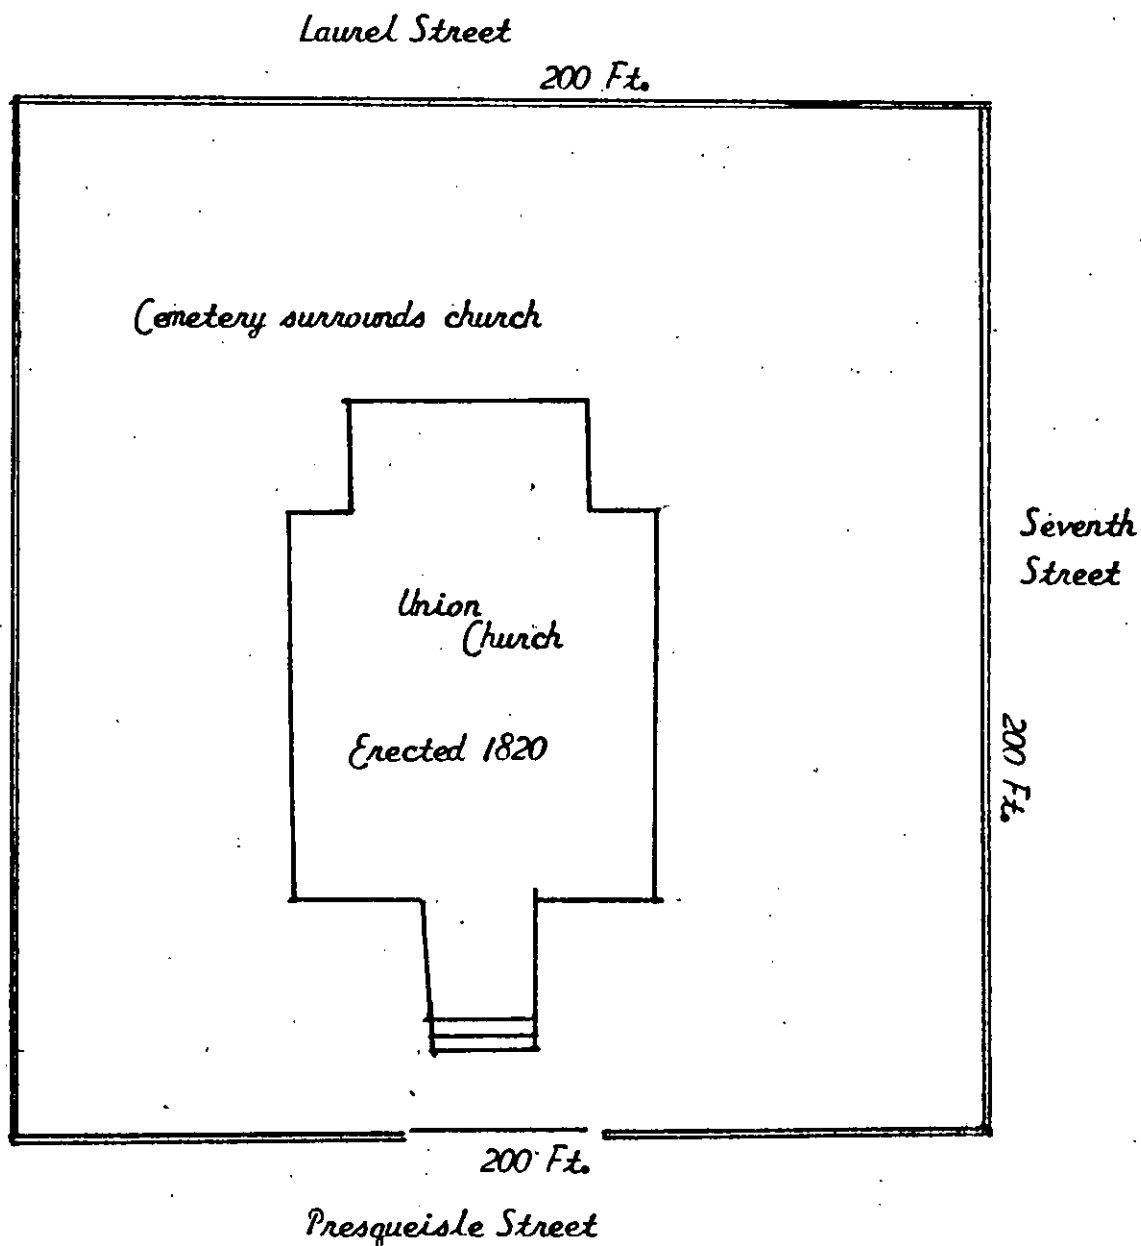 Laurel Street
200 Ft.
Cemetery surrounds church
Seventh
Street
Union
Church
Erected 1820
200 Ft.
200 Ft.
Presqueisle Street